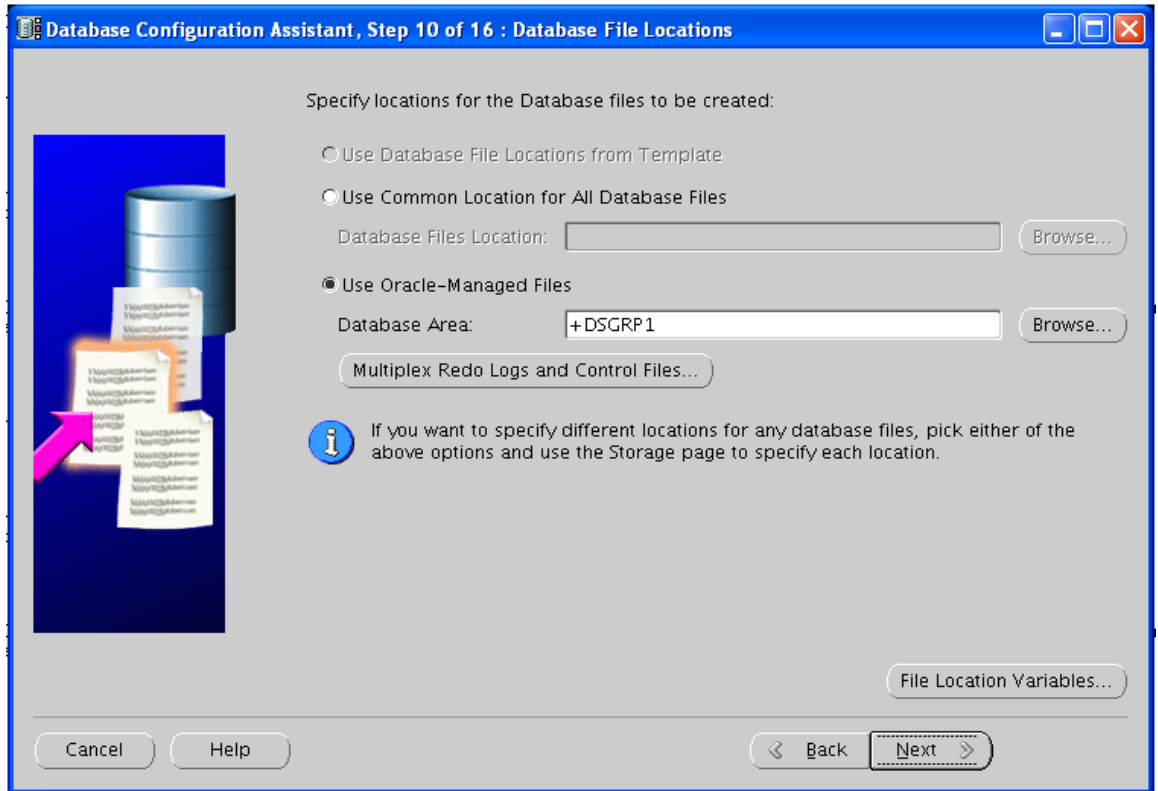 Database Configuration Assistant, Step 10 of 16 : Database File Locations
Specify locations for the Database files to be created:
Use Database File Locations from Template
Use Common Location for All Database Files
Database Files Location:
Browse...
Use Oracle-Managed Files
Database Area:
+DSGRP1
Browse...
Multiplex Redo Logs and Control Files...
If you want to specify different locations for any database files, pick either of the
above options and use the Storage page to specify each location.
File Location Variables...
Cancel
Help
Back
Next